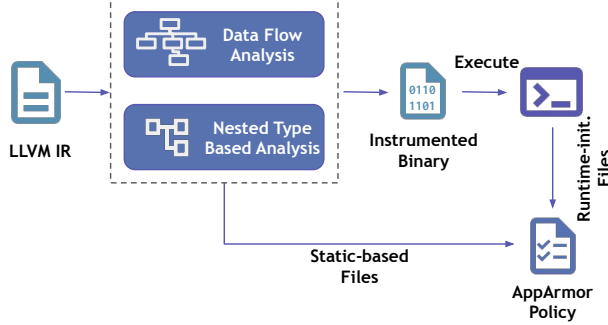 LLVM IR
Data Flow
Analysis
Nested Type
Based Analysis
0110
1101
Instrumented
Binary
Execute
Runtime-init.
Files
Static-based
Files
AppArmor
Policy